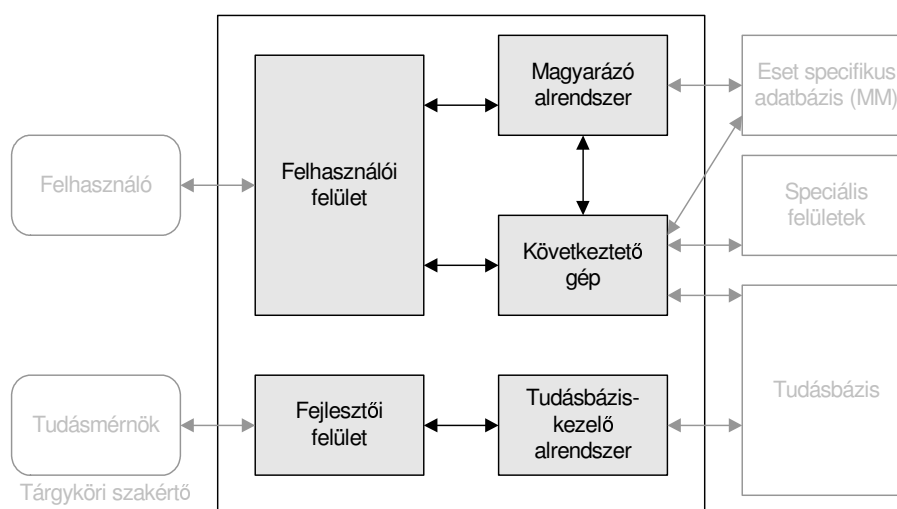 Magyarázó
alrendszer
Eset specifikus
adatbázis (MM)
Felhasználó
Felhasználói
felület
Speciális
felületek
Következtető
gép
Tudásbázis
Tudásmérnök
Fejlesztői
felület
Tudásbázis-
kezelő
alrendszer
Tárgyköri szakértő